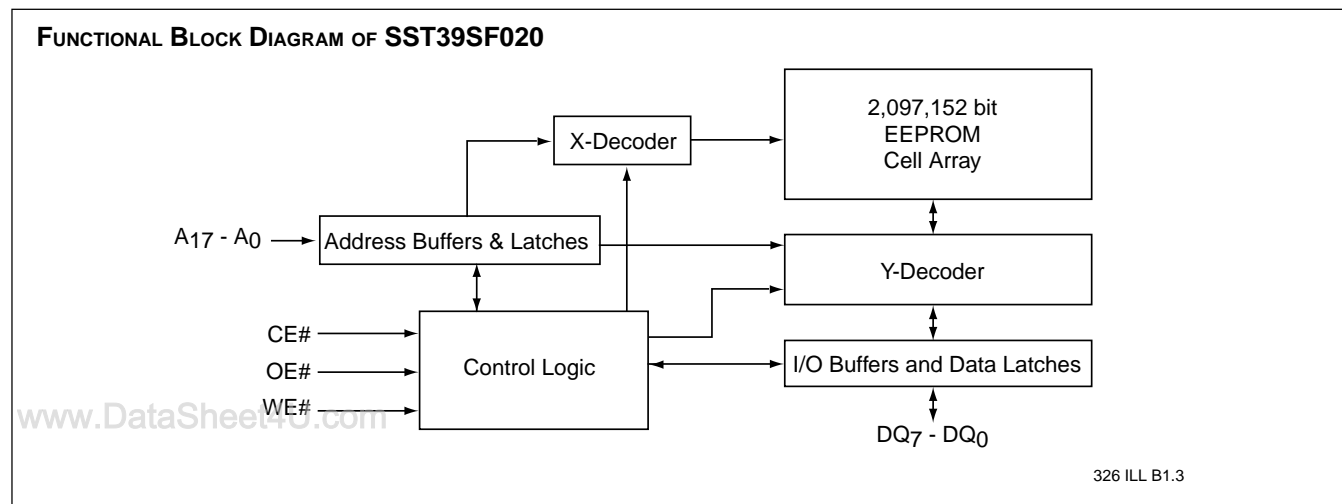 FUNCTIONAL BLOCK DIAGRAM OF SST39SF020
2,097,152 bit
EEPROM
Cell Array
X-Decoder
A17 - A0
Address Buffers & Latches
Y-Decoder
CE#
OE#
WE#
Control Logic
I/O Buffers and Data Latches
www.DataSheet4U.com
DQ7 - DQ0
326 ILL B1.3